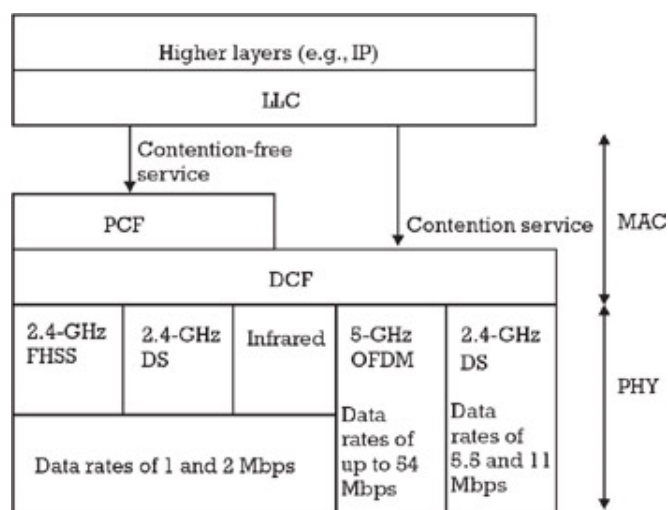 Higher layers (e.g., IP)
LLC
Contention-free
service
PCF
Contention service
MAC
DCF
2.4-GHz
FHSS
2.4-GHz
DS
Infrared
5-GHz
OFDM
2.4-GHz
DS
PHY
Data rates of 1 and 2 Mbps
Data
rates of
up to 54
Mbps
Data
rates of
5.5 and 11
Mbps